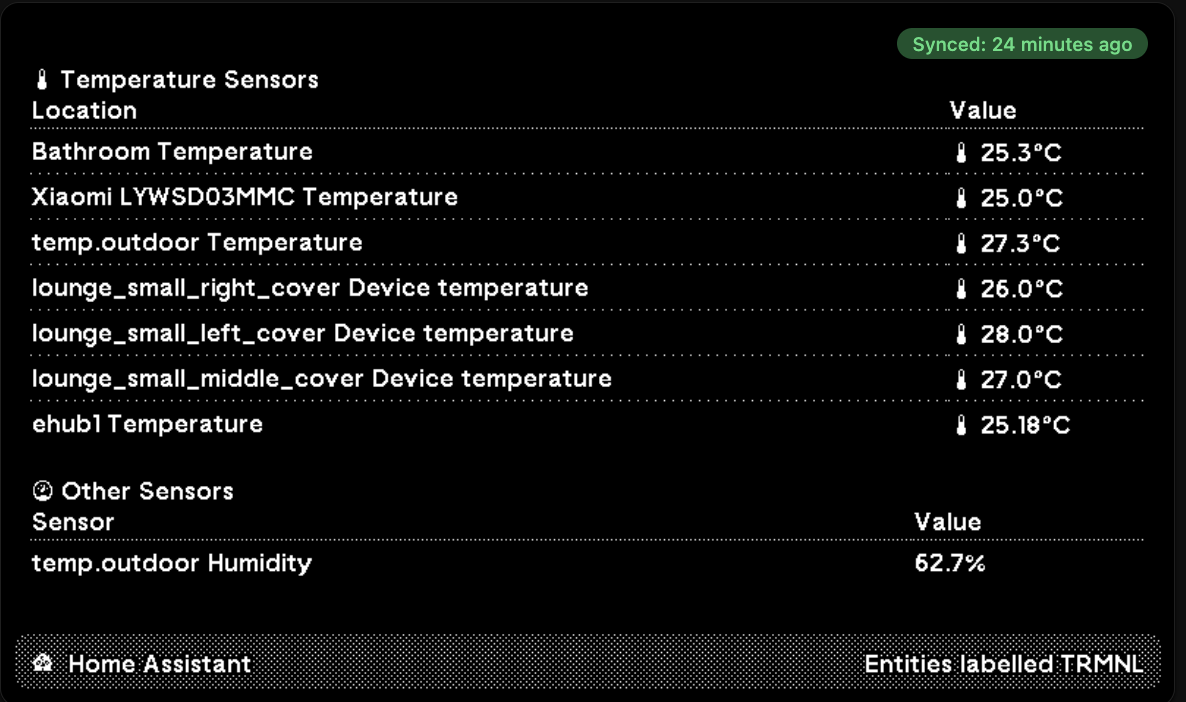 Synced: 24 minutes ago
Temperature Sensors
Location Value
Bathroom Temperature 25.3°C
Xiaomi LYWSD03MMC Temperature 25.0°C
temp.outdoor Temperature 27.3°C
lounge_small_right_cover Device temperature 26.0°C
lounge_small_left_cover Device temperature 28.0°C
lounge_small_middle_cover Device temperature 27.0°C
ehub1 Temperature 25.18°C
Other Sensors
Sensor Value
temp.outdoor Humidity 62.7%
Home Assistant Entities labelled TRMNL